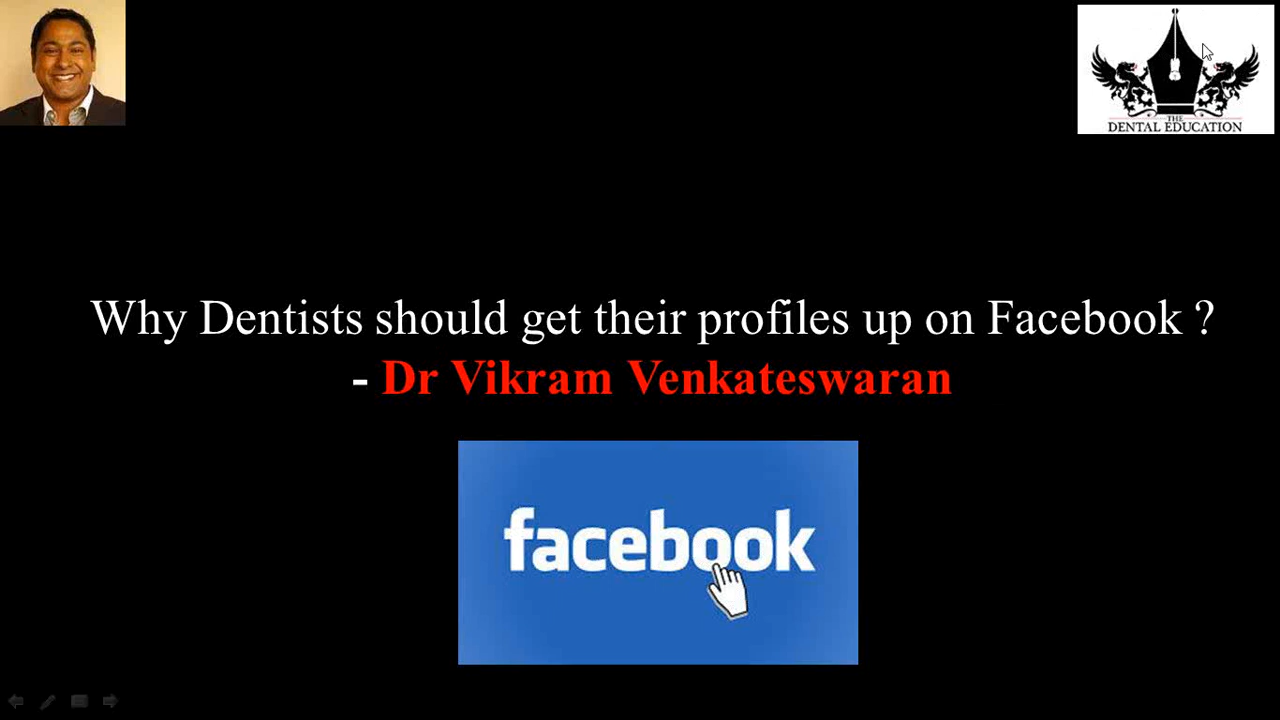 THE
DENTAL EDUCATION
Why Dentists should get their profiles up on Facebook ?
- Dr Vikram Venkateswaran
facebook